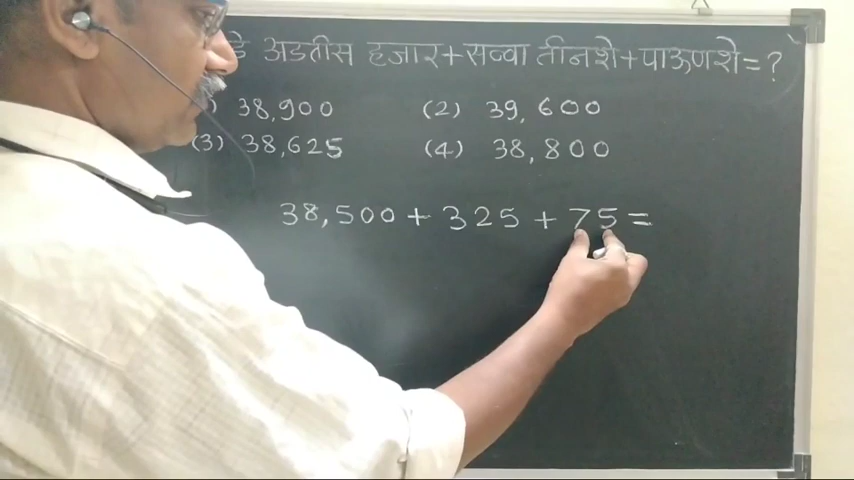 डे अडतीस हजार+सव्वा तीनशे+पाऊणशे=?
38,900 (2) 39,600
(3) 38,625 (4) 38,800
38,500 + 325 + 75 =